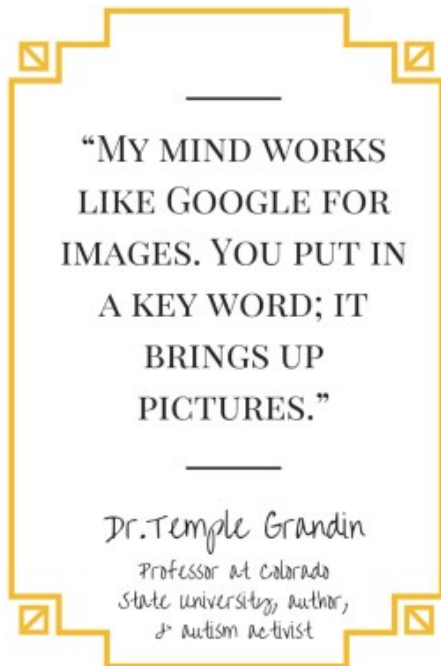 “My mind works
like Google for
images. You put in
a key word; it
brings up
pictures.”
Dr.Temple Grandin
Professor at Colorado
State University, author,
& autism activist